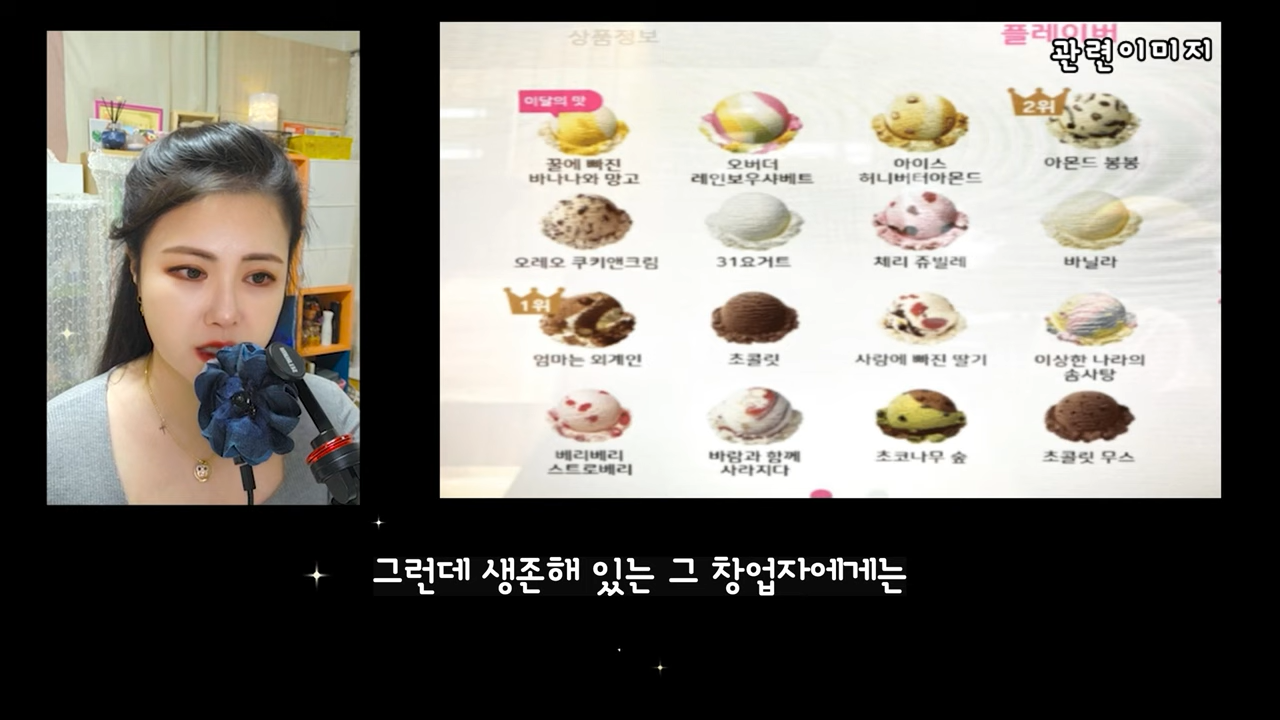 상품정보
플레이버
관련이미지
이달의 맛
2위
꿀에 빠진
바나나와 망고
오버더
레인보우샤베트
아이스
허니버터아몬드
아몬드 봉봉
오레오 쿠키앤크림
31요거트
체리 쥬빌레
바닐라
1위
엄마는 외계인
초콜릿
사랑에 빠진 딸기
이상한 나라의
솜사탕
베리베리
스트로베리
바람과 함께
사라지다
초코나무 숲
초콜릿 무스
그런데 생존해 있는 그 창업자에게는